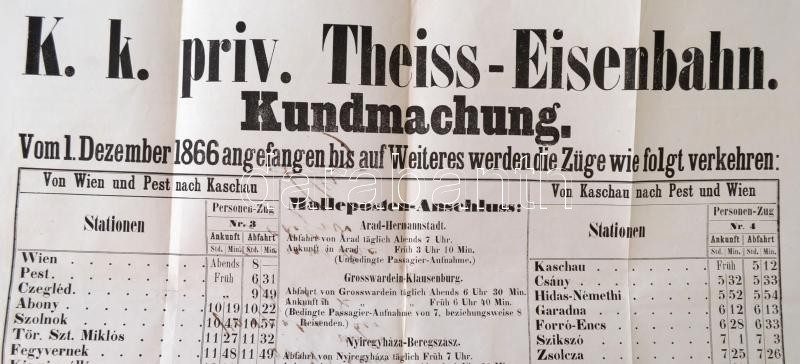 K. k. priv. Theiss-Eisenbahn.
Kundmachung.
Vom 1. Dezember 1866 angefangen bis auf Weiteres werden die Züge wie folgt verkehren:
Von Wien und Pest nach Kaschau
Stationen
Personen-Zug
Nr. 3
Ankunft Abfahrt
Std. Min. Std. Min.
Wien Abends 8 —
Pest Früh 6 31
Czegléd „ 9 49
Abony 10 19 10 22
Szolnok 10 47 10 57
Tör. Szt. Miklós 11 27 11 32
Fegyvernek 11 48 11 49
Malleposten-Anschluss:
Arad-Hermannstadt.
Abfahrt von Arad täglich Abends 7 Uhr.
Ankunft in Arad Früh 3 Uhr 10 Min.
(Unbedingte Passagier-Aufnahme.)
Grosswardein-Klausenburg.
Abfahrt von Grosswardein täglich Abends 6 Uhr 30 Min.
Ankunft in „ Früh 6 Uhr 40 Min.
(Bedingte Passagier-Aufnahme von 7, beziehungsweise 8
Reisenden.)
Nyiregyháza-Beregszász.
Abfahrt von Nyiregyháza täglich Früh 7 Uhr.
Von Kaschau nach Pest und Wien
Stationen
Personen-Zug
Nr. 4
Ankunft Abfahrt
Std. Min. Std. Min.
Kaschau Früh 5 12
Csány 5 32 5 33
Hidas-Némethi 5 52 5 54
Garadna 6 12 6 13
Forró-Encs 6 28 6 33
Szikszó 7 1 7 3
Zsolcza 7 25 7 26
darabanth